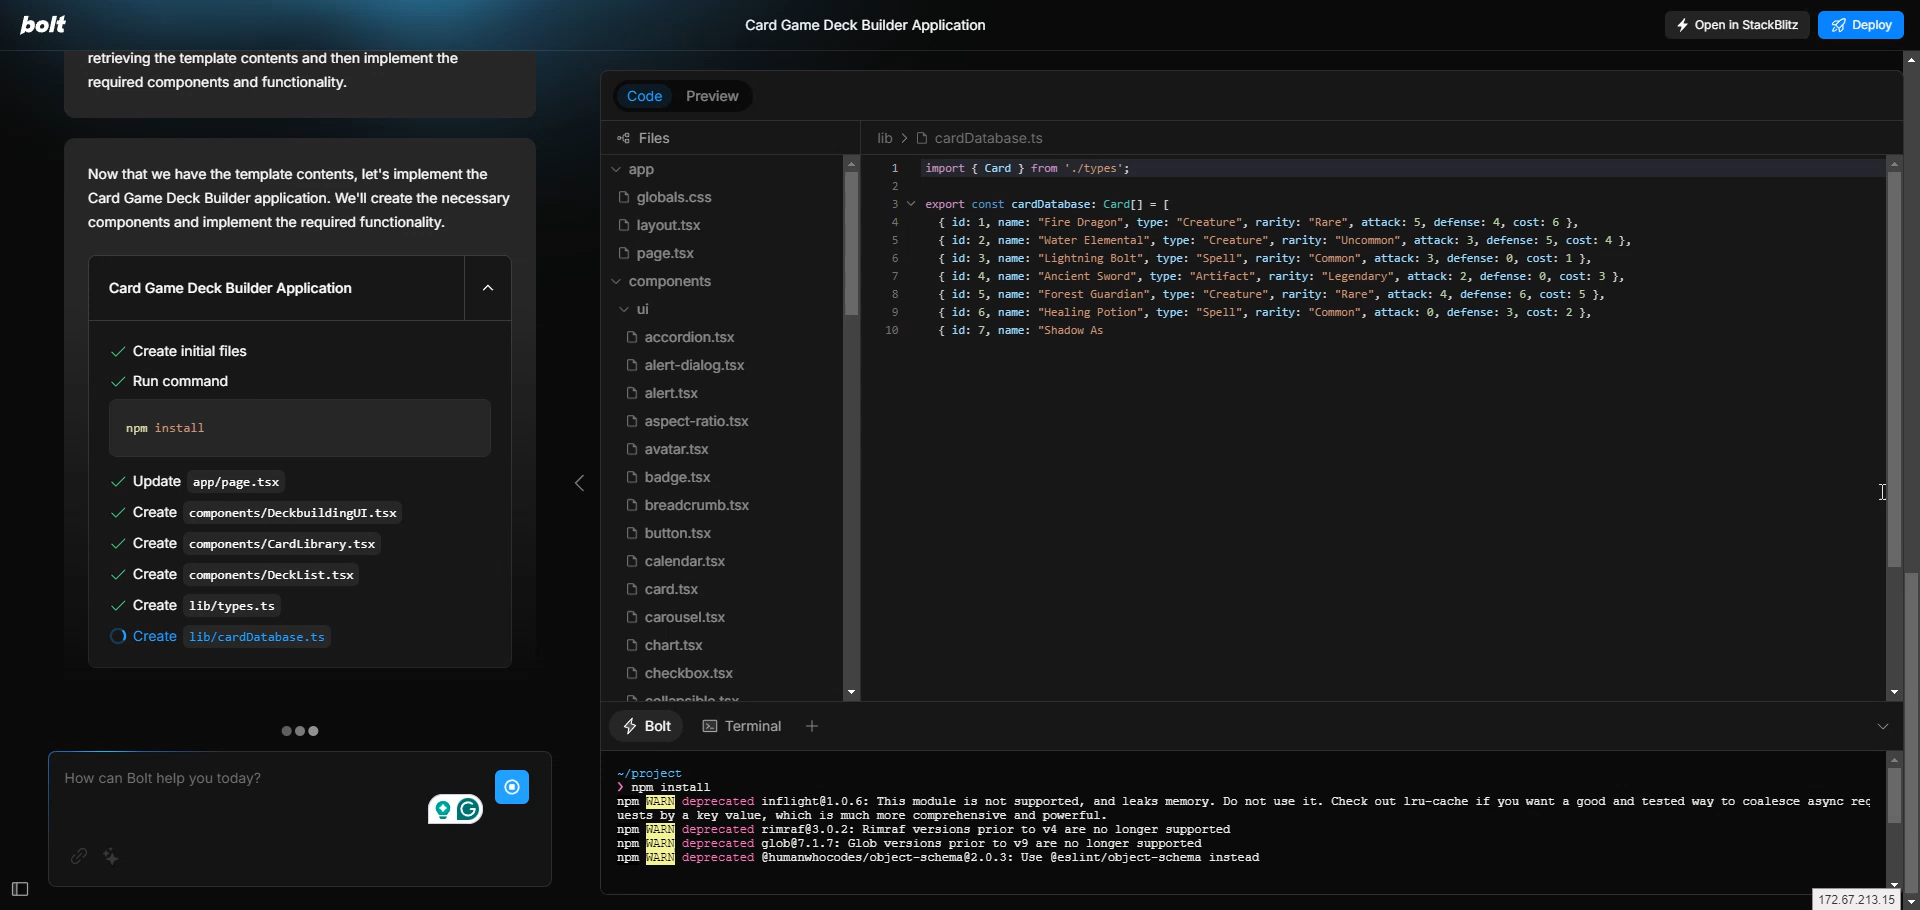 bolt
Card Game Deck Builder Application
Open in StackBlitz
Deploy
retrieving the template contents and then implement the
required components and functionality.
Now that we have the template contents, let's implement the
Card Game Deck Builder application. We'll create the necessary
components and implement the required functionality.
Card Game Deck Builder Application
Create initial files
Run command
npm install
Update app/page.tsx
Create components/DeckbuildingUI.tsx
Create components/CardLibrary.tsx
Create components/DeckList.tsx
Create lib/types.ts
Create lib/cardDatabase.ts
How can Bolt help you today?
Code Preview
Files
app
globals.css
layout.tsx
page.tsx
components
ui
accordion.tsx
alert-dialog.tsx
alert.tsx
aspect-ratio.tsx
avatar.tsx
badge.tsx
breadcrumb.tsx
button.tsx
calendar.tsx
card.tsx
carousel.tsx
chart.tsx
checkbox.tsx
collapsible.tsx
lib > cardDatabase.ts
1 import { Card } from './types';
2
3 export const cardDatabase: Card[] = [
4 { id: 1, name: "Fire Dragon", type: "Creature", rarity: "Rare", attack: 5, defense: 4, cost: 6 },
5 { id: 2, name: "Water Elemental", type: "Creature", rarity: "Uncommon", attack: 3, defense: 5, cost: 4 },
6 { id: 3, name: "Lightning Bolt", type: "Spell", rarity: "Common", attack: 3, defense: 0, cost: 1 },
7 { id: 4, name: "Ancient Sword", type: "Artifact", rarity: "Legendary", attack: 2, defense: 0, cost: 3 },
8 { id: 5, name: "Forest Guardian", type: "Creature", rarity: "Rare", attack: 4, defense: 6, cost: 5 },
9 { id: 6, name: "Healing Potion", type: "Spell", rarity: "Common", attack: 0, defense: 3, cost: 2 },
10 { id: 7, name: "Shadow As
Bolt Terminal
~/project
❯ npm install
npm WARN deprecated inflight@1.0.6: This module is not supported, and leaks memory. Do not use it. Check out lru-cache if you want a good and tested way to coalesce async req
uests by a key value, which is much more comprehensive and powerful.
npm WARN deprecated rimraf@3.0.2: Rimraf versions prior to v4 are no longer supported
npm WARN deprecated glob@7.1.7: Glob versions prior to v9 are no longer supported
npm WARN deprecated @humanwhocodes/object-schema@2.0.3: Use @eslint/object-schema instead
172.67.213.15